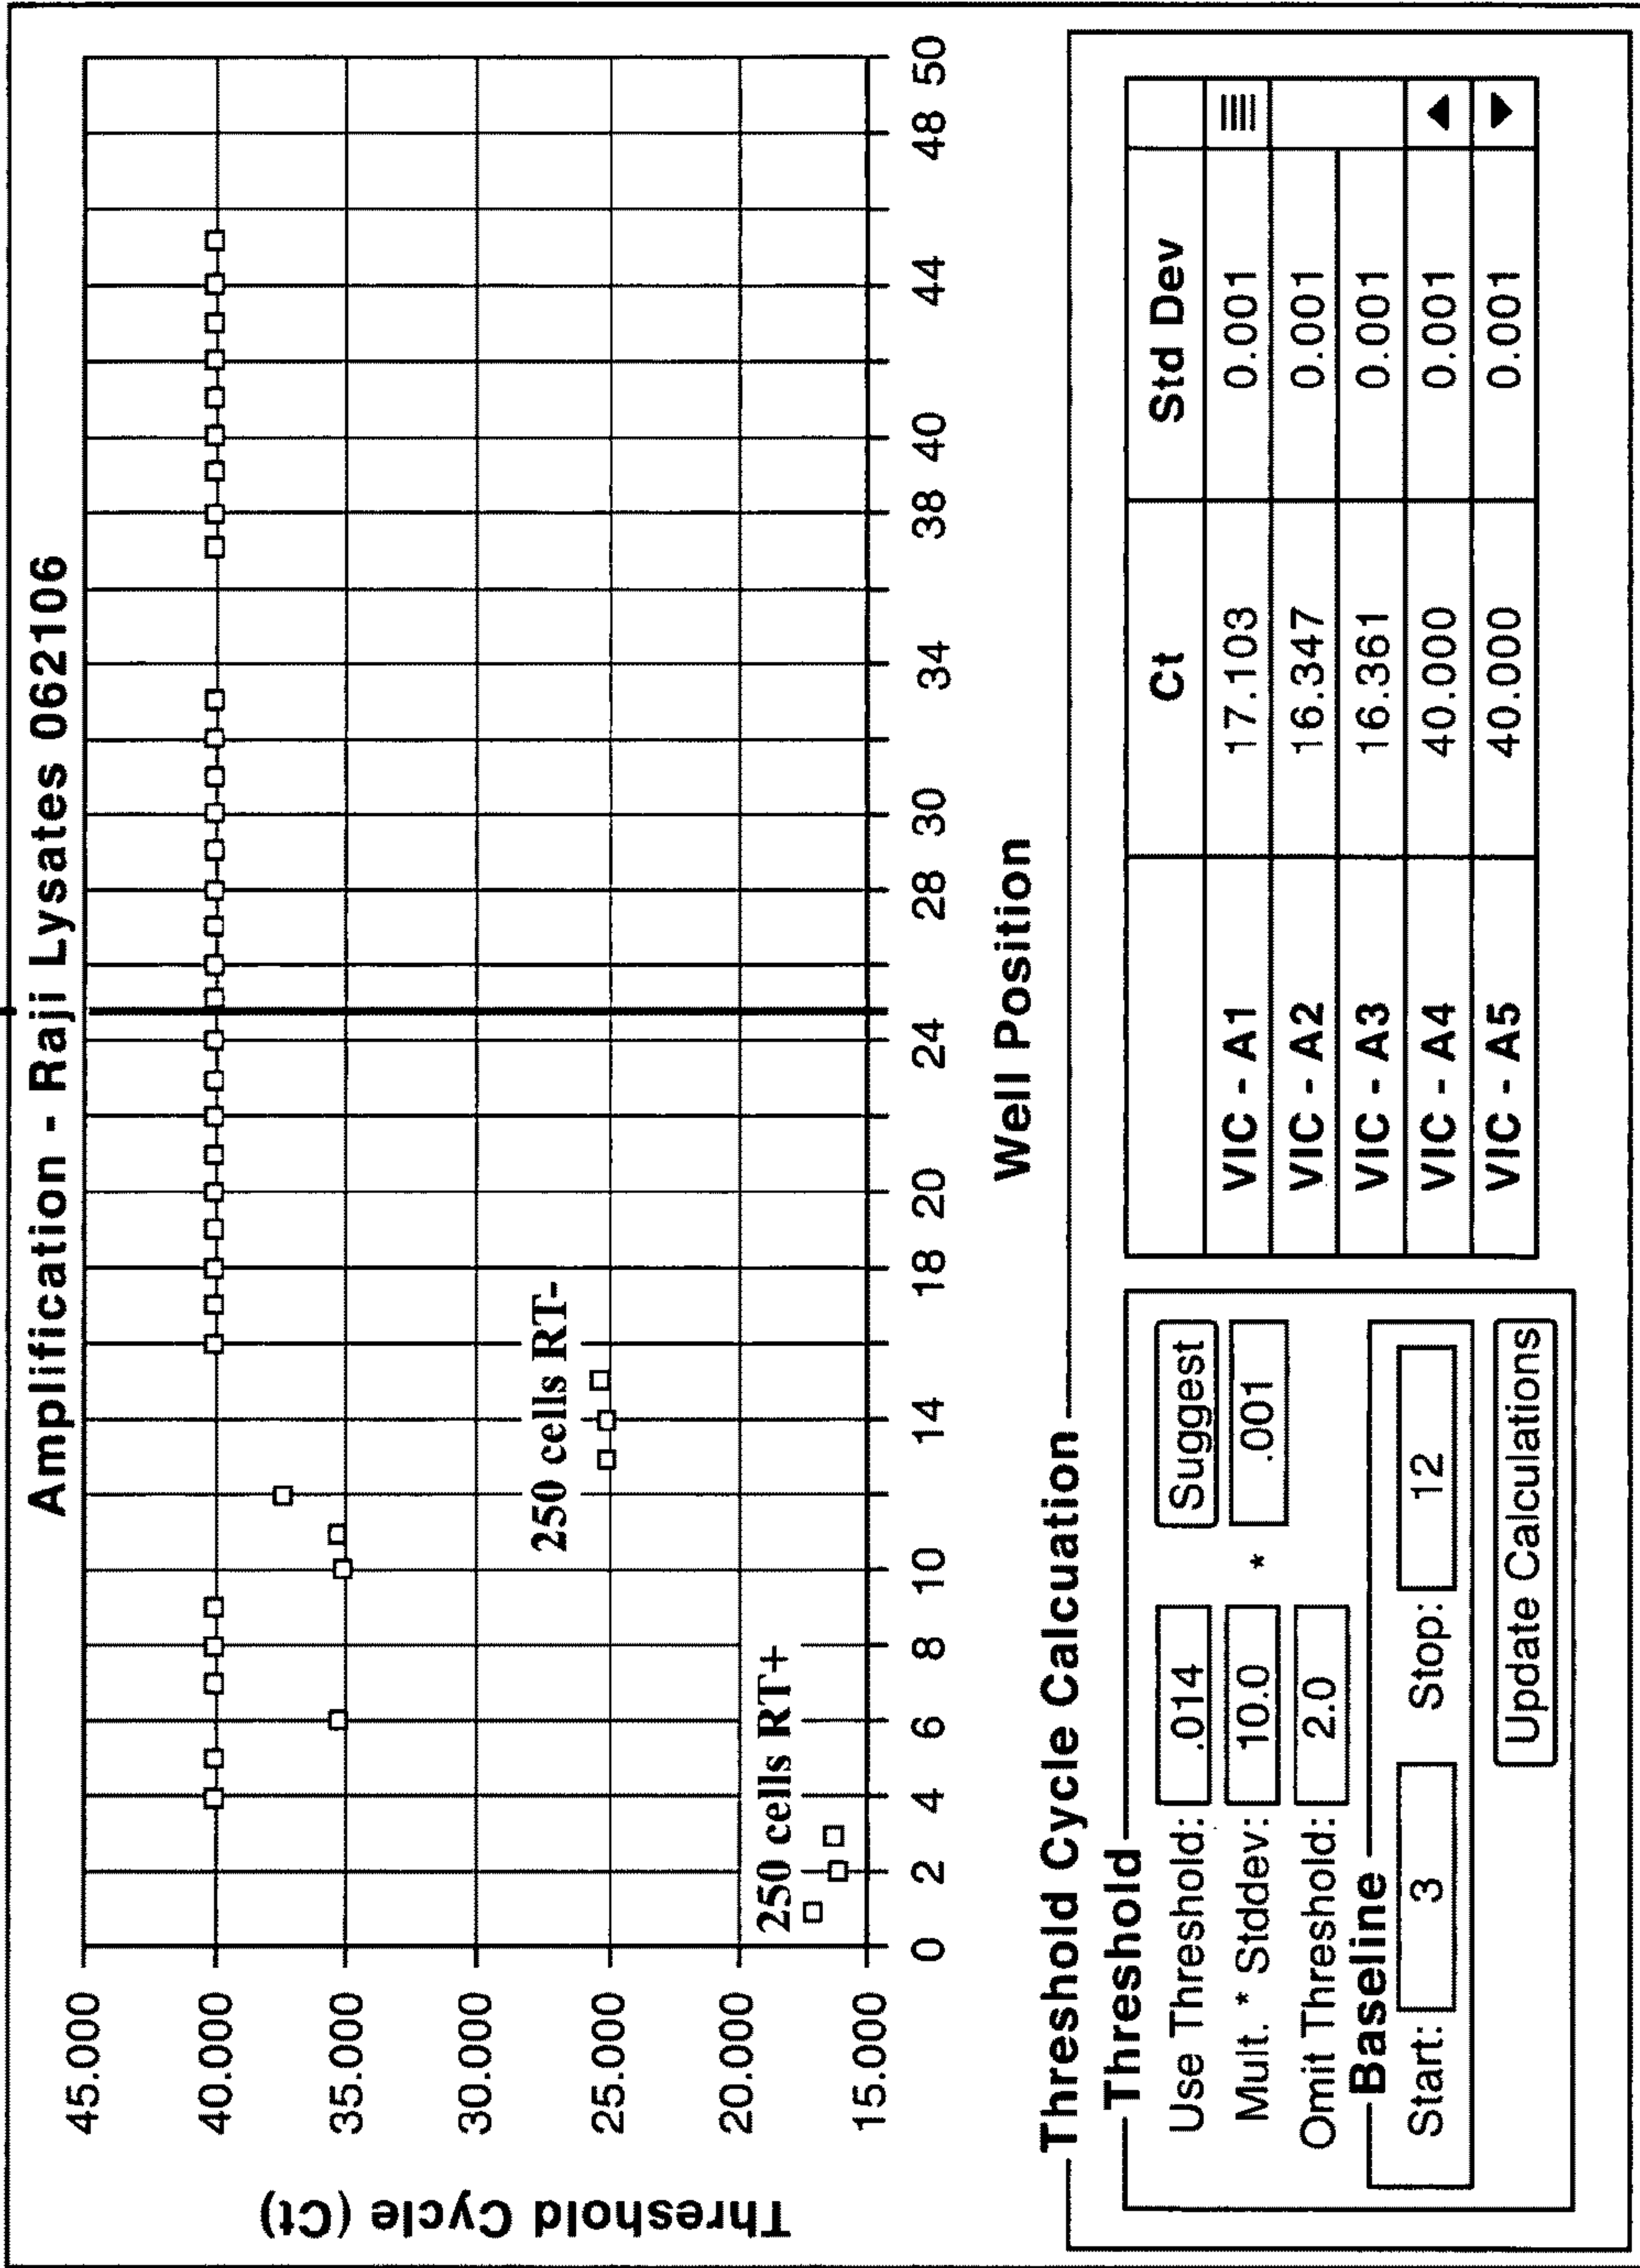 Amplification - Raji Lysates 062106
Threshold Cycle (Ct)
45.000
40.000
35.000
30.000
25.000
20.000
15.000
250 cells RT+
250 cells RT-
0 2 4 6 8 10 14 18 20 24 28 30 34 38 40 44 48 50
Well Position
Threshold Cycle Calcuation
Threshold
Use Threshold: .014 Suggest
Mult. * Stddev: 10.0 * .001
Omit Threshold: 2.0
Baseline
Start: 3 Stop: 12
Update Calculations
Ct Std Dev
VIC - A1 17.103 0.001
VIC - A2 16.347 0.001
VIC - A3 16.361 0.001
VIC - A4 40.000 0.001
VIC - A5 40.000 0.001